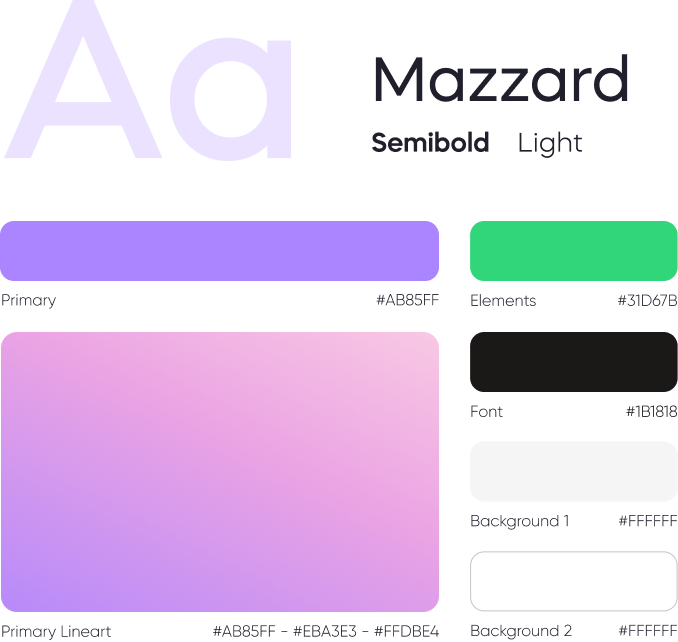 Aa
Mazzard
Semibold Light
Primary #AB85FF
Elements #31D67B
Font #1B1818
Background 1 #FFFFFF
Background 2 #FFFFFF
Primary Lineart #AB85FF - #EBA3E3 - #FFDBE4